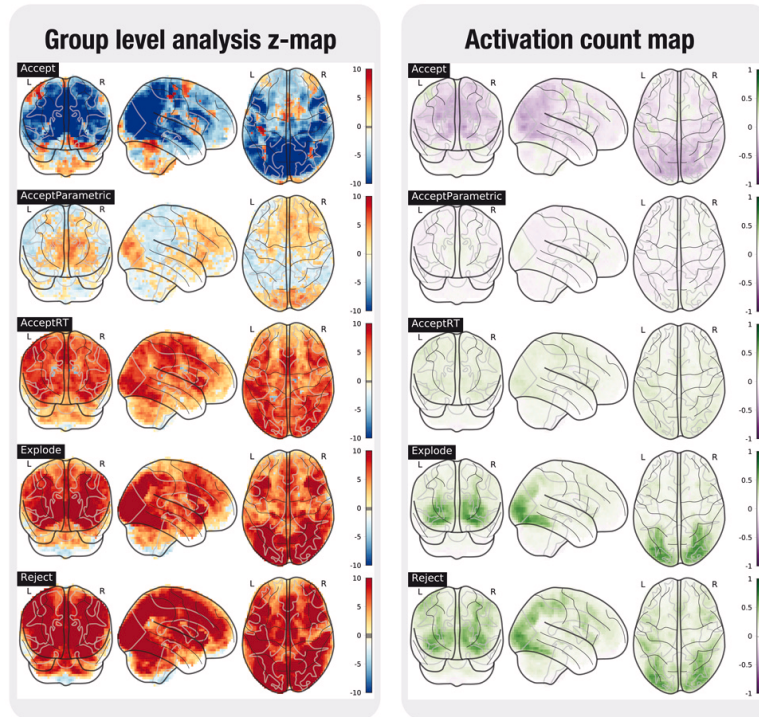 Group level analysis z-map
Accept
L R
10
5
0
-5
-10
AcceptParametric
L R
10
5
0
-5
-10
AcceptRT
L R
10
5
0
-5
-10
Explode
L R
10
5
0
-5
-10
Reject
L R
10
5
0
-5
-10
Activation count map
Accept
L R L R
1
0.5
0
-0.5
-1
AcceptParametric
L R L R
1
0.5
0
-0.5
-1
AcceptRT
L R L R
1
0.5
0
-0.5
-1
Explode
L R L R
1
0.5
0
-0.5
-1
Reject
L R L R
1
0.5
0
-0.5
-1